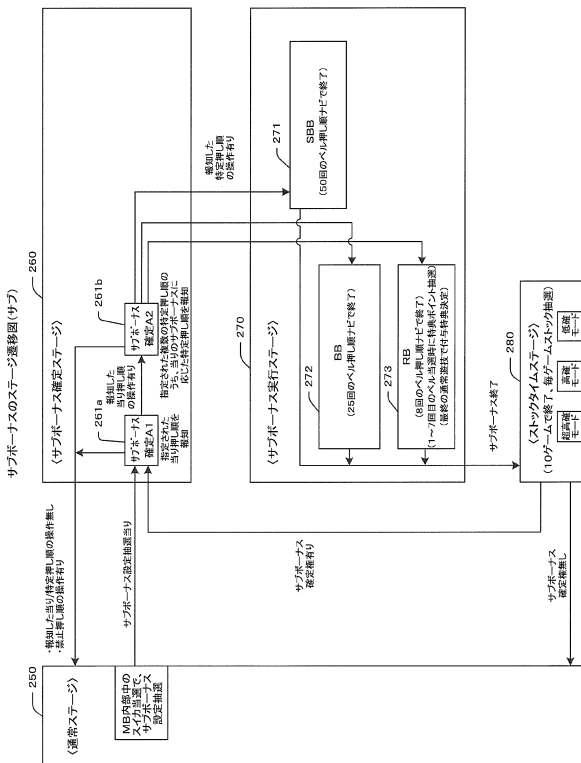 サブボーナスのステージ遷移図(サブ)
250
〈通常ステージ〉
MB内部中の
スイカ当選で、
サブボーナス
設定抽選
・報知した当り/特定押し順の操作無し
・禁止押し順の操作有り
サブボーナス設定抽選当り
サブボーナス
確定権有り
サブボーナス
確定権無し
260
〈サブボーナス確定ステージ〉
261a
サブボーナス
確定A1
指定された
当り押し順を
報知
報知した
当り押し順
の操作有り
261b
サブボーナス
確定A2
指定された複数の特定押し順の
うち、当りのサブボーナスに
応じた特定押し順を報知
報知した
特定押し順
の操作有り
270
〈サブボーナス実行ステージ〉
271
SBB
(50回のベル押し順ナビで終了)
272
BB
(25回のベル押し順ナビで終了)
273
RB
(8回のベル押し順ナビで終了)
(1~7回目のベル当選時に特典ポイント抽選)
(最終の通常遊技で付与特典決定)
サブボーナス終了
280
〈ストックタイムステージ〉
(10ゲームで終了、毎ゲームストック抽選)
超高確
モード
高確
モード
低確
モード